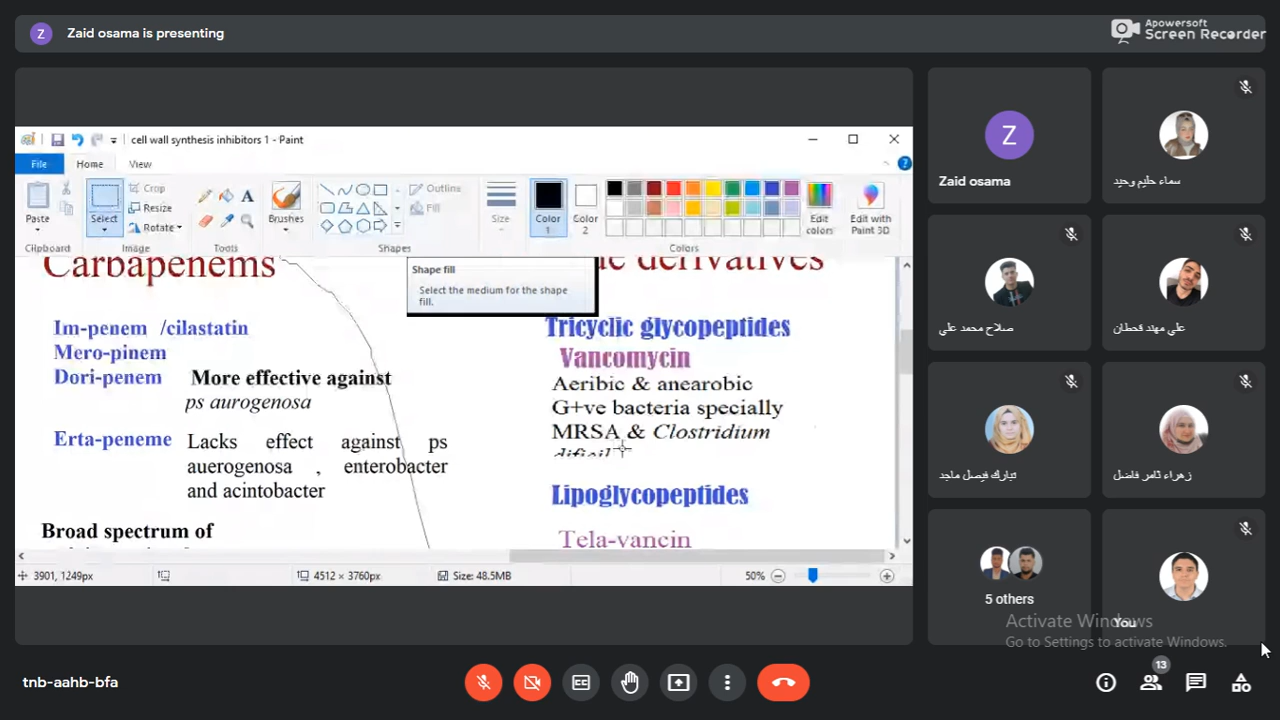 Zaid osama is presenting
Apowersoft
Screen Recorder
cell wall synthesis inhibitors 1 - Paint
File
Home
View
Paste
Select
Crop
Resize
Rotate
Brushes
Outline
Fill
Size
Color
1
Color
2
Edit
colors
Edit with
Paint 3D
Clipboard
Image
Tools
Shapes
Colors
Shape fill
Select the medium for the shape
fill.
Carbapenems
derivatives
Im-penem /cilastatin
Mero-pinem
Dori-penem
More effective against
ps aurogenosa
Erta-peneme
Lacks effect against ps
auerogenosa , enterobacter
and acintobacter
Broad spectrum of
Tricyclic glycopeptides
Vancomycin
Aeribic & anearobic
G+ve bacteria specially
MRSA & Clostridium
Lipoglycopeptides
Tela-vancin
3901, 1249px
4512 × 3760px
Size: 48.5MB
50%
Z
Zaid osama
سماء حليم وحيد
صلاح محمد علي
علي مهند قحطان
تبارك فيصل ماجد
زهراء ثامر فاضل
5 others
You
Activate Windows
Go to Settings to activate Windows.
tnb-aahb-bfa
13